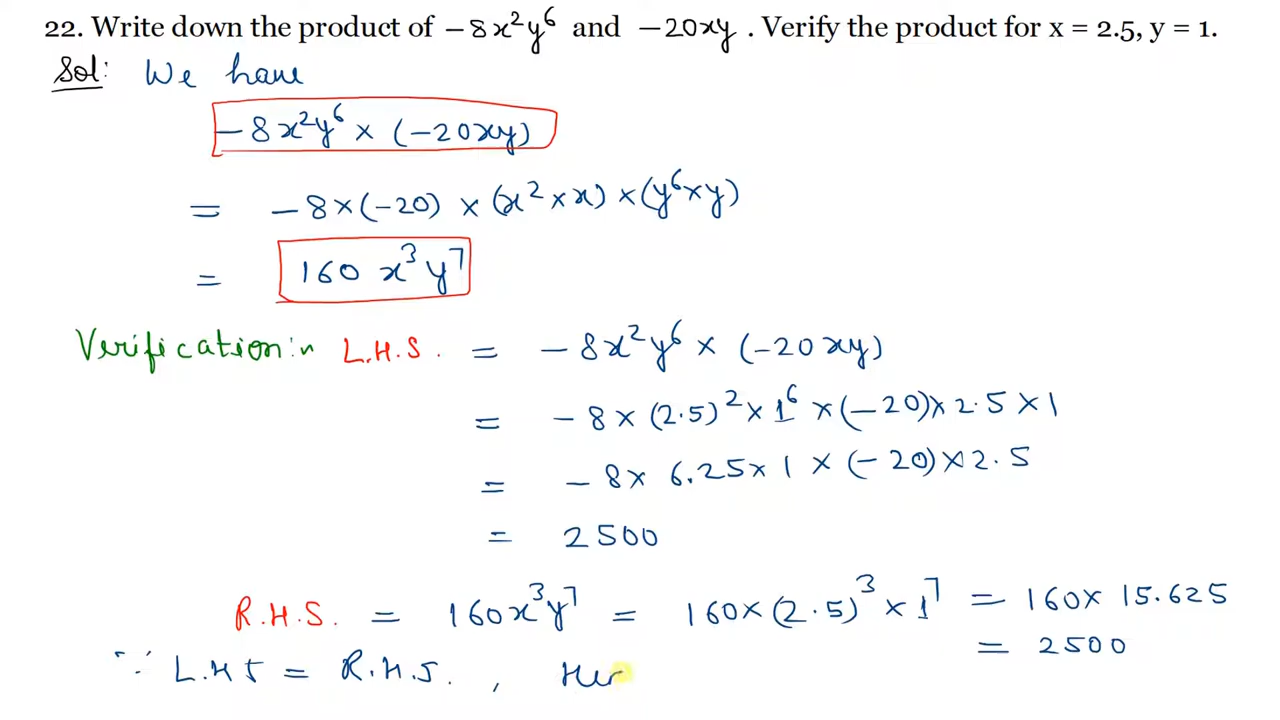 22. Write down the product of −8x²y⁶ and −20xy. Verify the product for x = 2.5, y = 1.
Sol: We have
−8x²y⁶ × (−20xy)
= −8×(−20) × (x²×x) × (y⁶×y)
= 160 x³y⁷
Verification:- L.H.S. = −8x²y⁶ × (−20xy)
= −8 × (2.5)² × 1⁶ × (−20) × 2.5 × 1
= −8 × 6.25 × 1 × (−20) × 2.5
= 2500
R.H.S. = 160x³y⁷ = 160 × (2.5)³ × 1⁷ = 160 × 15.625
= 2500
∵ L.H.S = R.H.S. ,